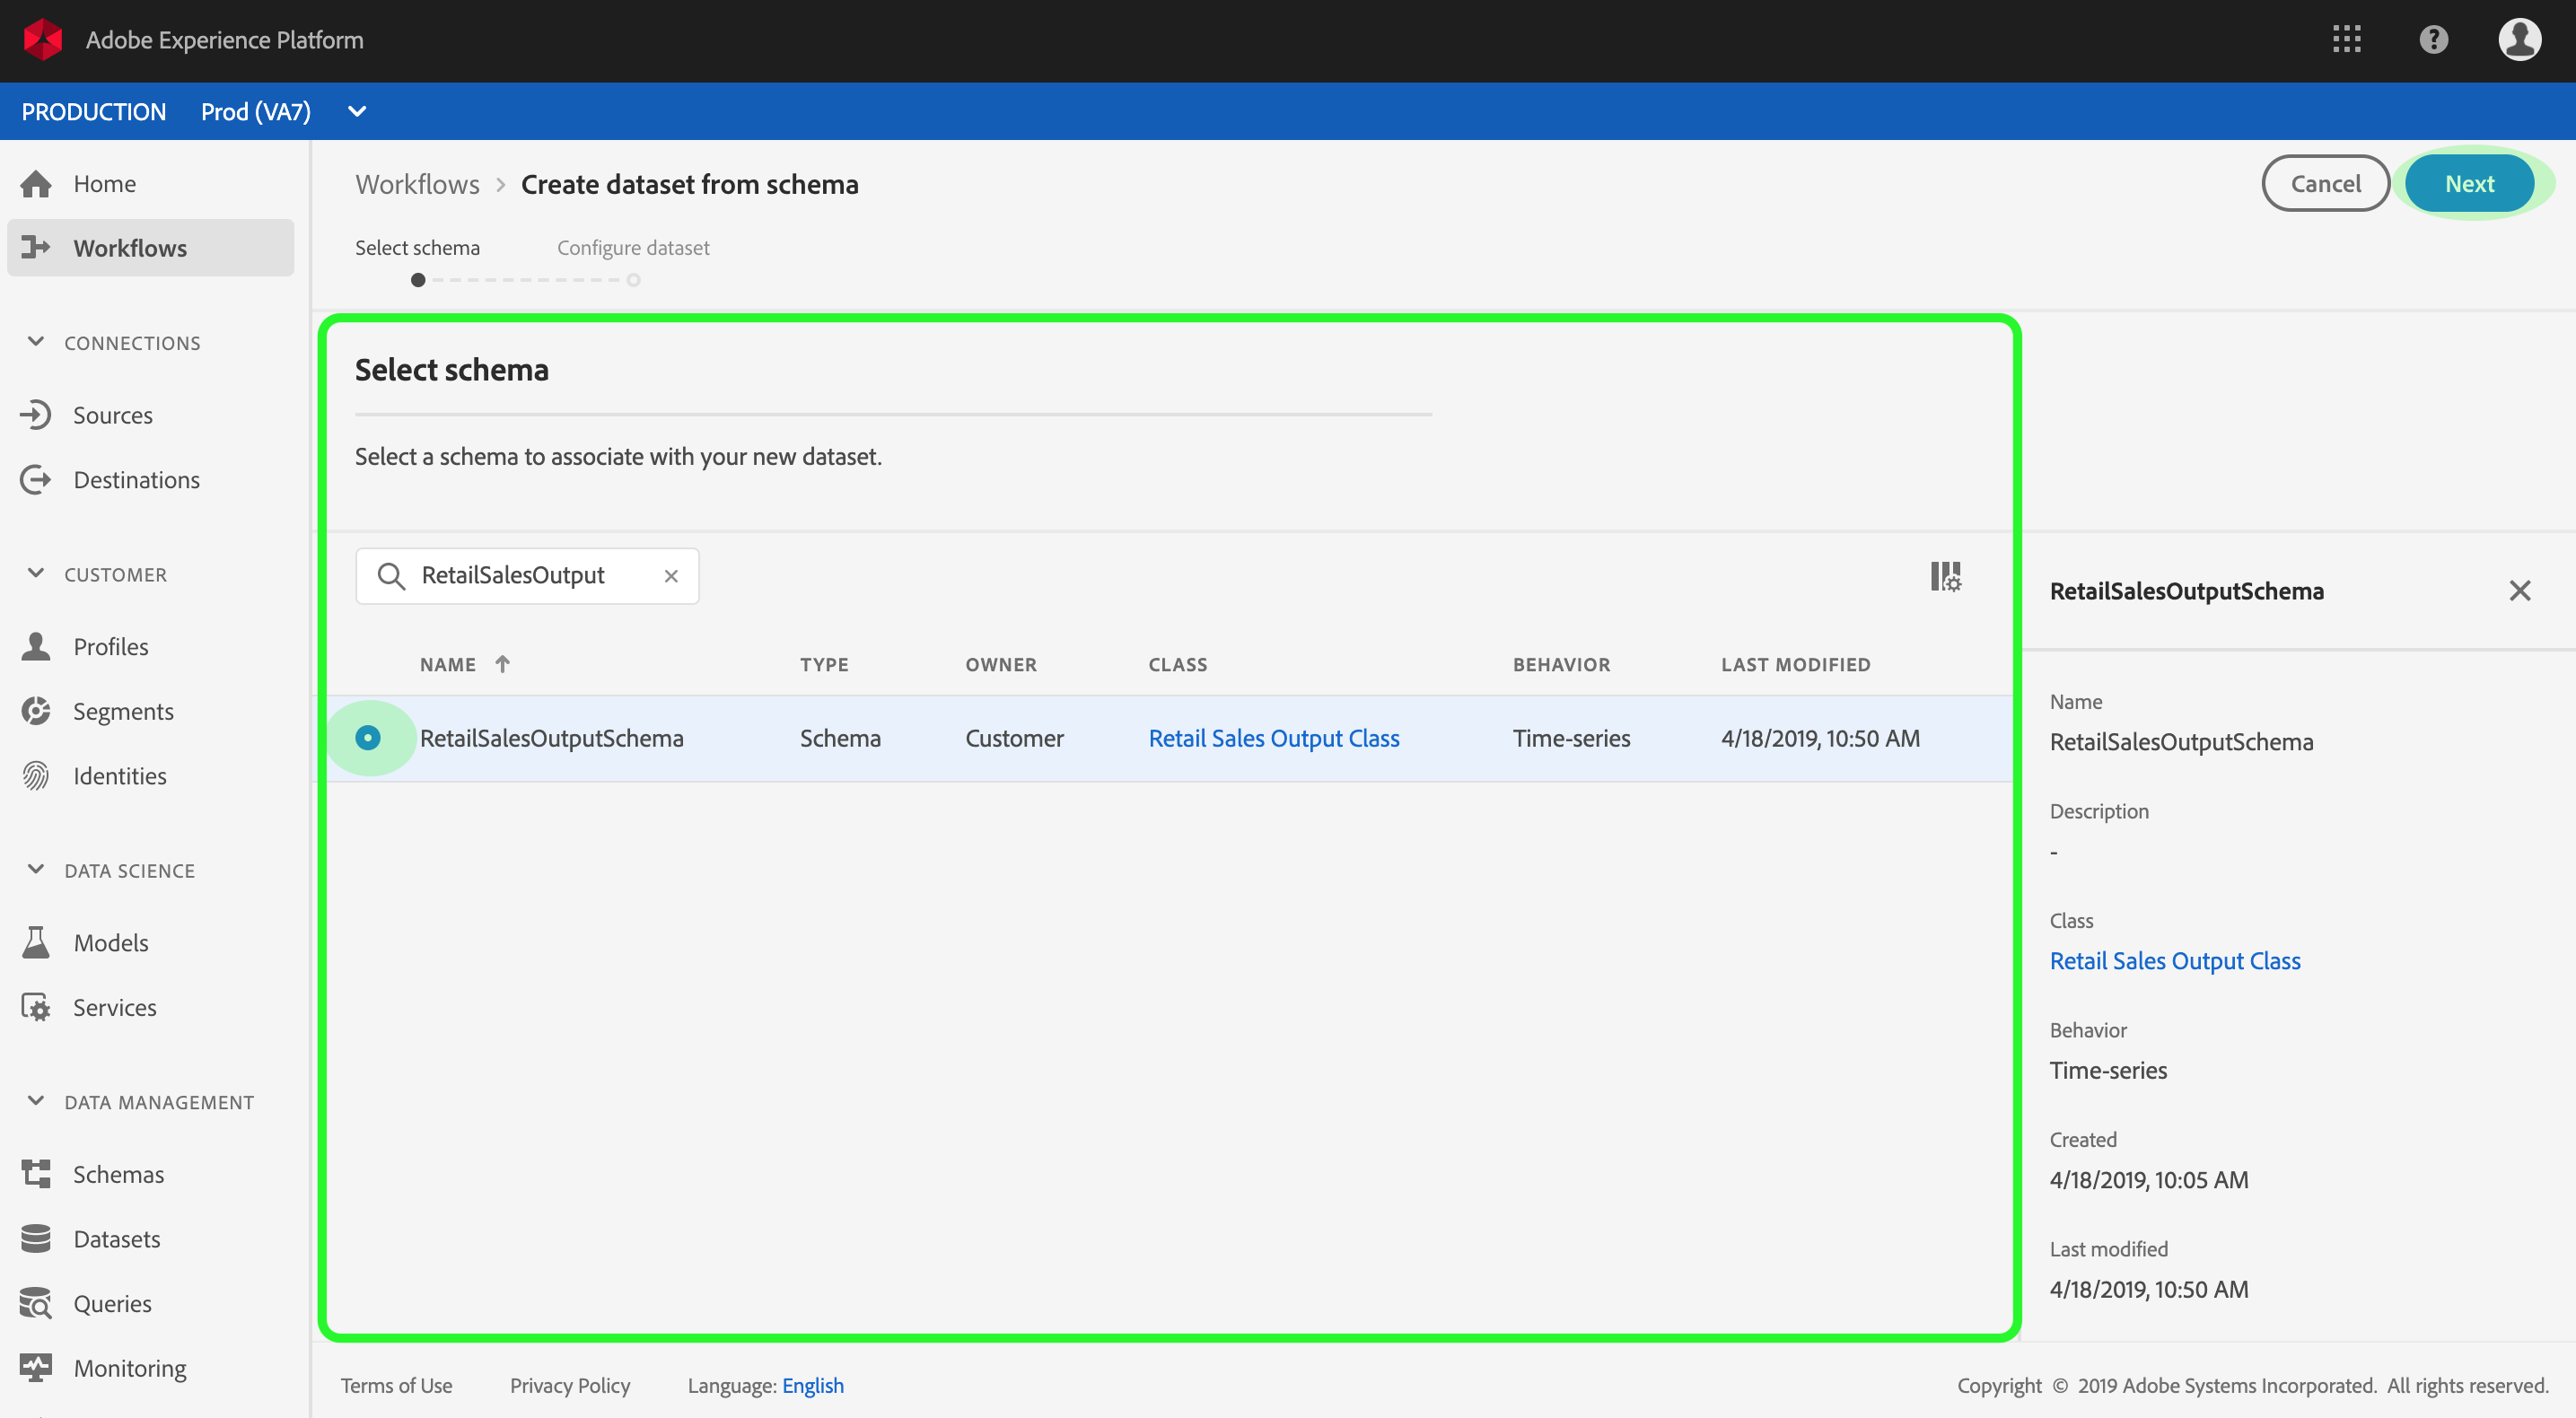 Adobe Experience Platform
PRODUCTION Prod (VA7)
Home
Workflows
CONNECTIONS
Sources
Destinations
CUSTOMER
Profiles
Segments
Identities
DATA SCIENCE
Models
Services
DATA MANAGEMENT
Schemas
Datasets
Queries
Monitoring
Workflows > Create dataset from schema
Cancel Next
Select schema Configure dataset
Select schema
Select a schema to associate with your new dataset.
RetailSalesOutput
NAME TYPE OWNER CLASS BEHAVIOR LAST MODIFIED
RetailSalesOutputSchema Schema Customer Retail Sales Output Class Time-series 4/18/2019, 10:50 AM
RetailSalesOutputSchema
Name
RetailSalesOutputSchema
Description
-
Class
Retail Sales Output Class
Behavior
Time-series
Created
4/18/2019, 10:05 AM
Last modified
4/18/2019, 10:50 AM
Terms of Use Privacy Policy Language: English Copyright © 2019 Adobe Systems Incorporated. All rights reserved.